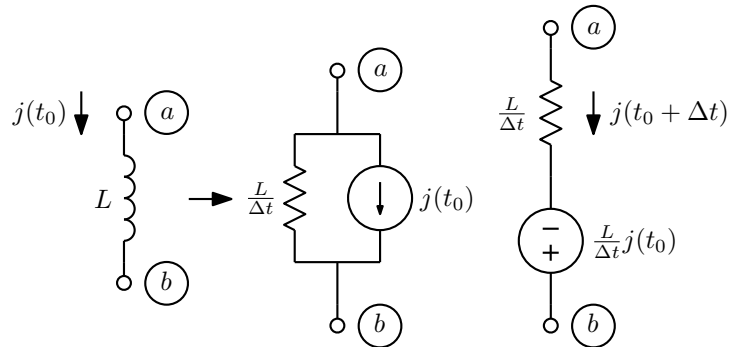 j(t₀)
a
L
b
a
L/Δt
j(t₀)
b
a
L/Δt
j(t₀ + Δt)
−
+
L/Δt j(t₀)
b